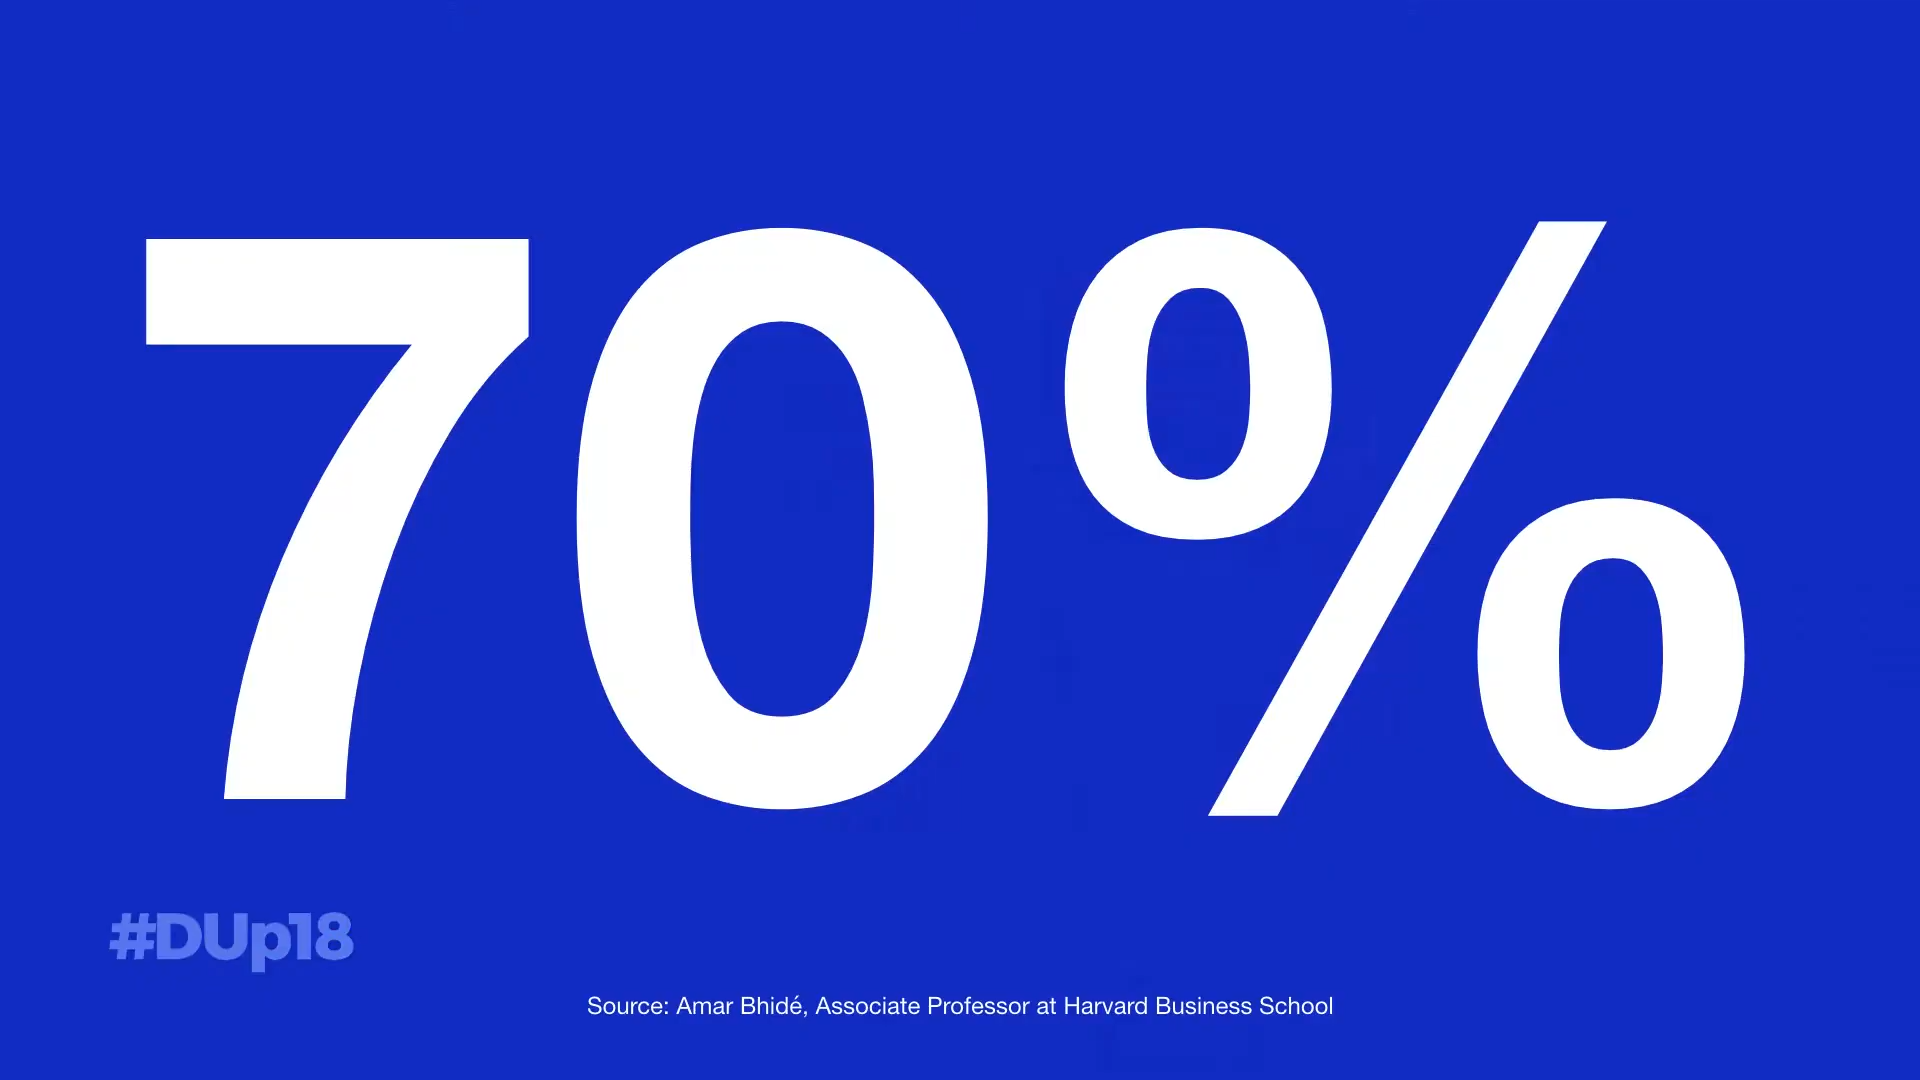 70%
#DUp18
Source: Amar Bhidé, Associate Professor at Harvard Business School